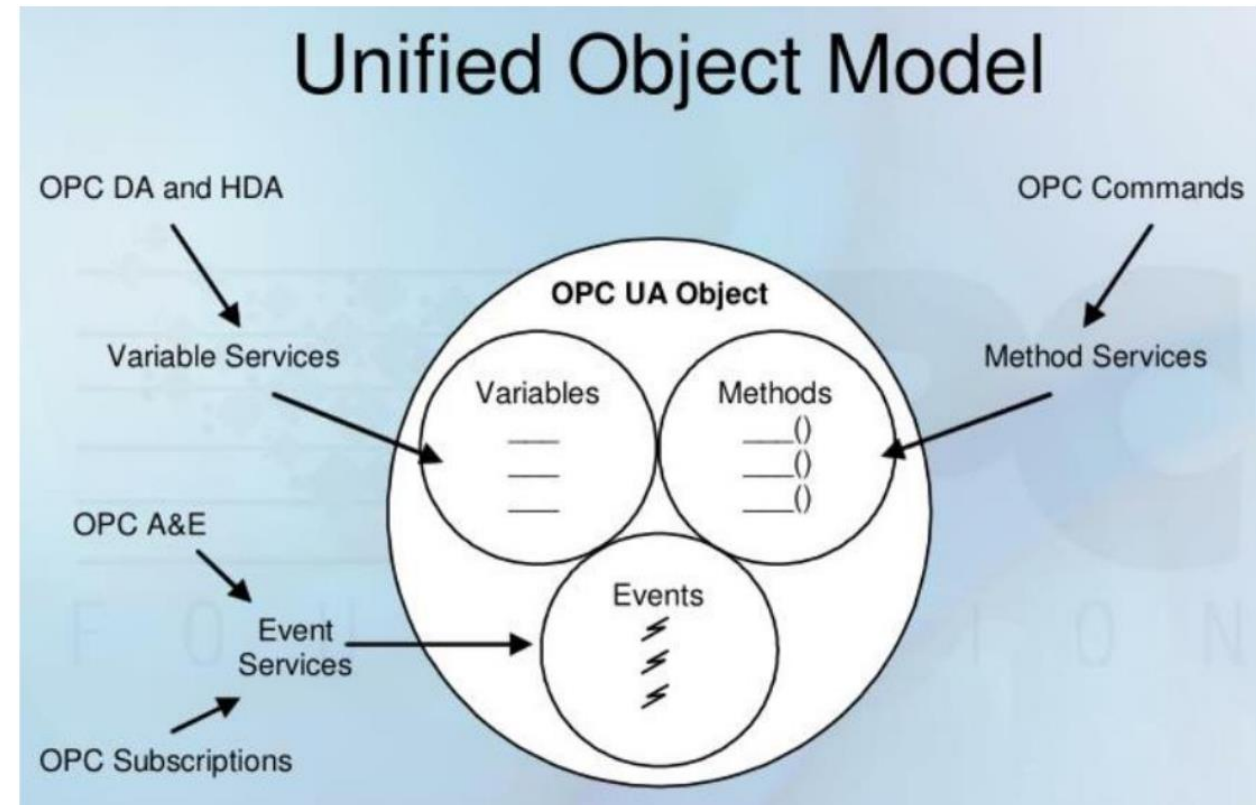 Unified Object Model
OPC DA and HDA
OPC Commands
OPC UA Object
Variable Services
Method Services
Variables
___
___
___
Methods
___()
___()
___()
OPC A&E
Events
Event
Services
OPC Subscriptions